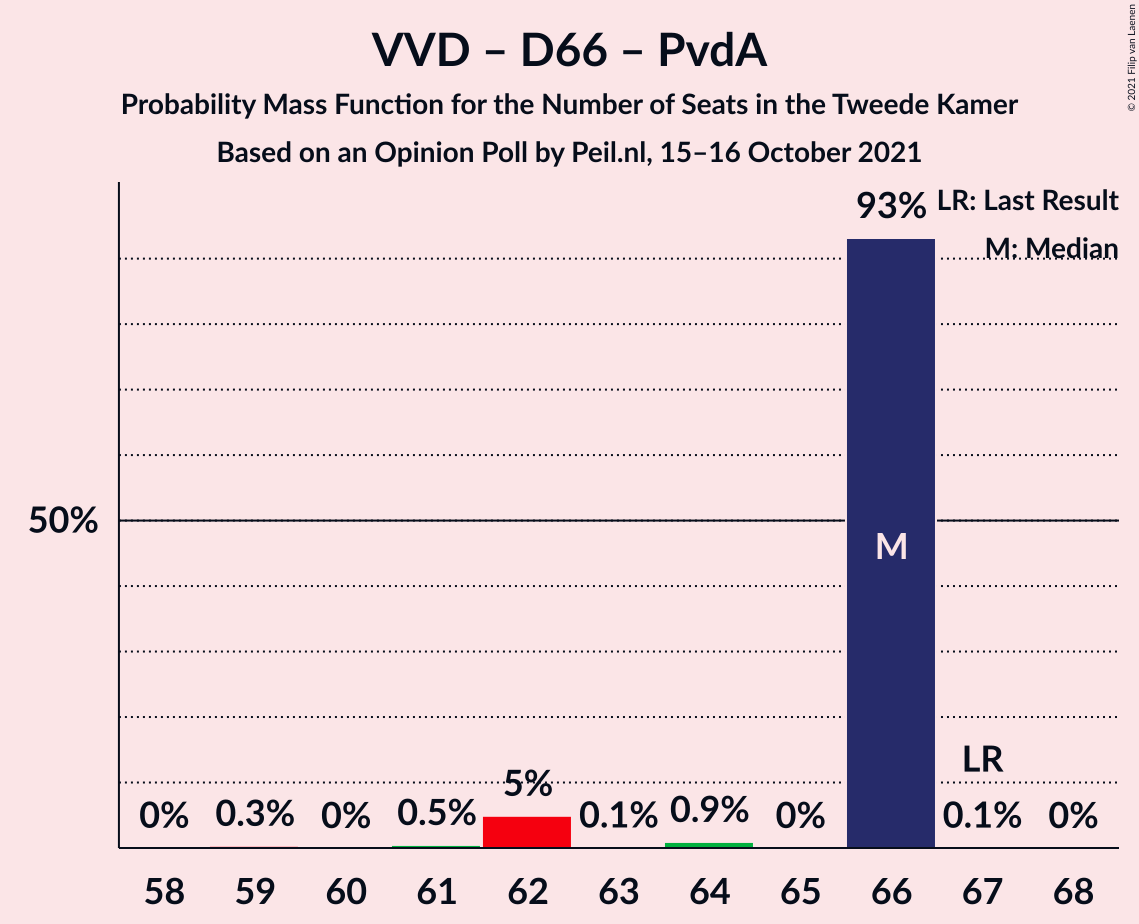 VVD – D66 – PvdA
Probability Mass Function for the Number of Seats in the Tweede Kamer
Based on an Opinion Poll by Peil.nl, 15–16 October 2021
© 2021 Filip van Laenen
LR: Last Result
M: Median
93%
50%
M
LR
0% 0.3% 0% 0.5% 5% 0.1% 0.9% 0% 0.1% 0%
58 59 60 61 62 63 64 65 66 67 68